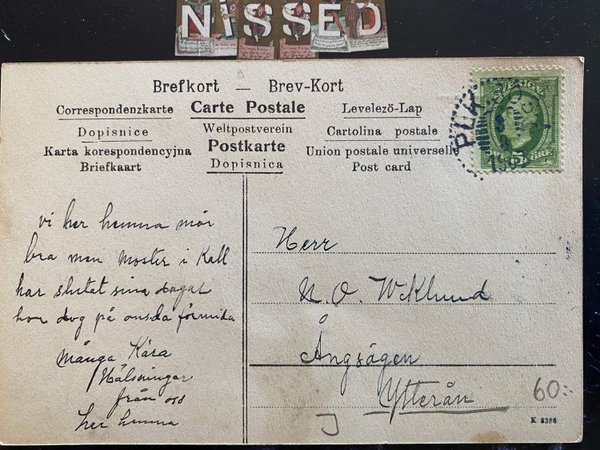 NISSED
Brefkort — Brev-Kort
Correspondenzkarte Carte Postale Levelező-Lap
Dopisnice Weltpostverein Cartolina postale
Karta korespondencyjna Postkarte Union postale universelle
Briefkaart Dopisnica Post card
vi her hemma mår
bra men Moster i Kall
har slutat sina dagar
hon dog på onsda förmidda
många Kära
Hälsningar
från oss
her hemma
Herr
N. O. Wiklund
Ångsågen
Ytterån
60:-
K 8386